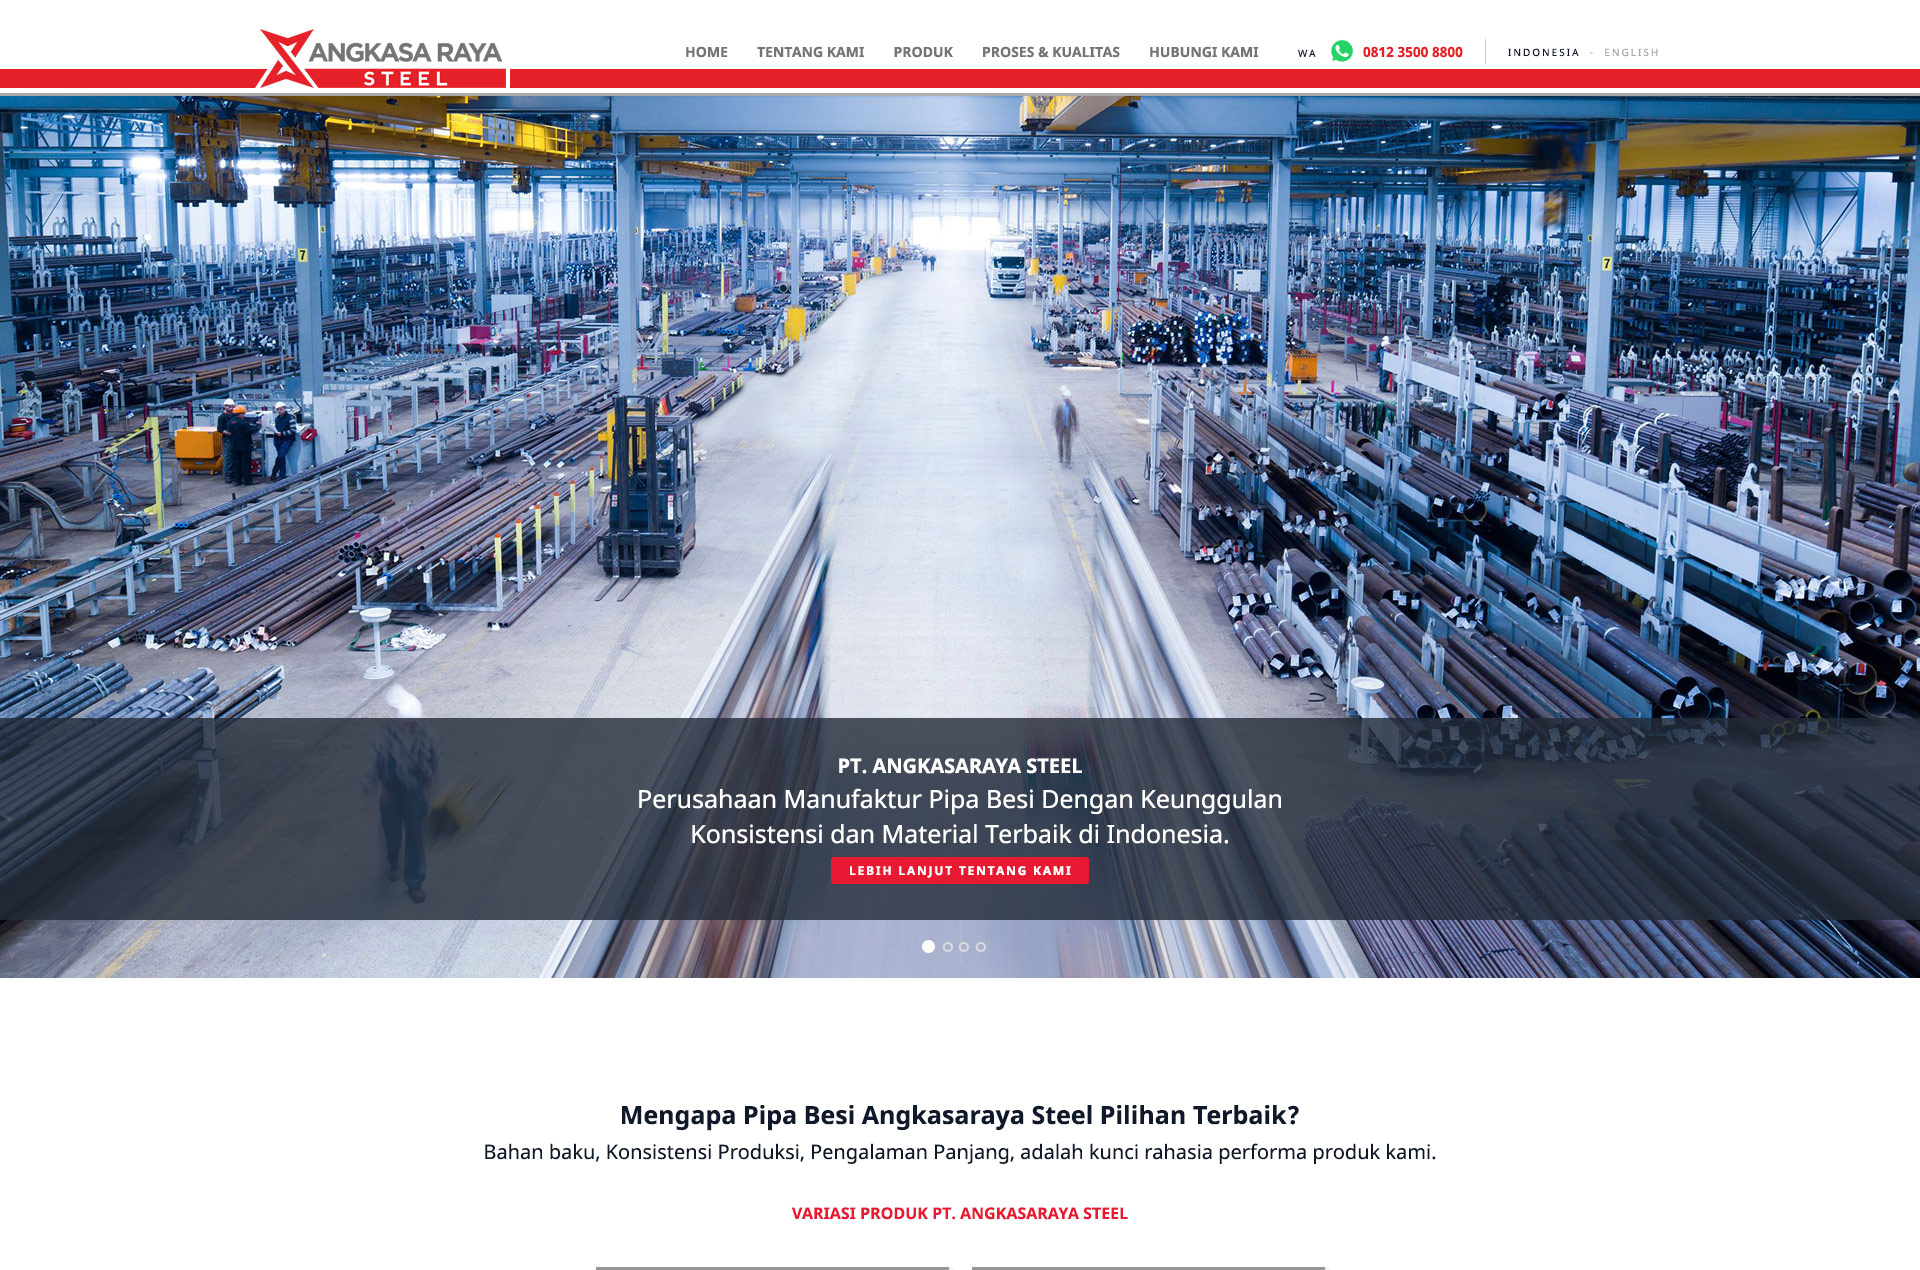 ANGKASA RAYA
STEEL
HOME TENTANG KAMI PRODUK PROSES & KUALITAS HUBUNGI KAMI WA 0812 3500 8800 INDONESIA - ENGLISH
7
7
PT. ANGKASARAYA STEEL
Perusahaan Manufaktur Pipa Besi Dengan Keunggulan
Konsistensi dan Material Terbaik di Indonesia.
LEBIH LANJUT TENTANG KAMI
Mengapa Pipa Besi Angkasaraya Steel Pilihan Terbaik?
Bahan baku, Konsistensi Produksi, Pengalaman Panjang, adalah kunci rahasia performa produk kami.
VARIASI PRODUK PT. ANGKASARAYA STEEL